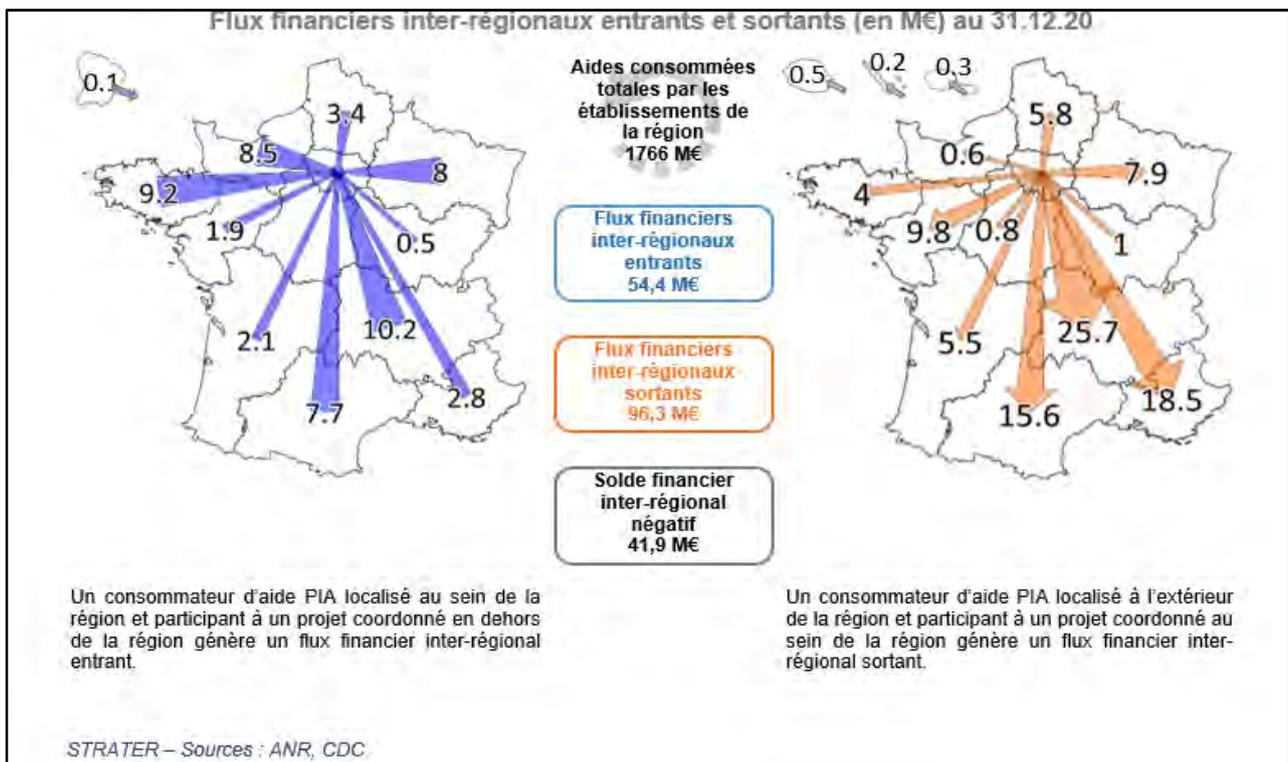 Flux financiers inter-régionaux entrants et sortants (en M€) au 31.12.20
0.1
3.4
8.5
8
9.2
1.9
0.5
2.1
10.2
7.7
2.8
Aides consommées
totales par les
établissements de
la région
1766 M€
Flux financiers
inter-régionaux
entrants
54,4 M€
Flux financiers
inter-régionaux
sortants
96,3 M€
Solde financier
inter-régional
négatif
41,9 M€
0.5
0.2
0.3
5.8
0.6
7.9
4
9.8
0.8
1
5.5
25.7
15.6
18.5
Un consommateur d'aide PIA localisé au sein de la
région et participant à un projet coordonné en dehors
de la région génère un flux financier inter-régional
entrant.
Un consommateur d'aide PIA localisé à l'extérieur
de la région et participant à un projet coordonné au
sein de la région génère un flux financier inter-
régional sortant.
STRATER – Sources : ANR, CDC